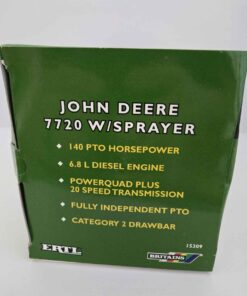 JOHN DEERE
7720 W/SPRAYER
140 PTO HORSEPOWER
6.8 L DIESEL ENGINE
POWERQUAD PLUS
20 SPEED TRANSMISSION
FULLY INDEPENDENT PTO
CATEGORY 2 DRAWBAR
15209
ERTL
BRITAINS